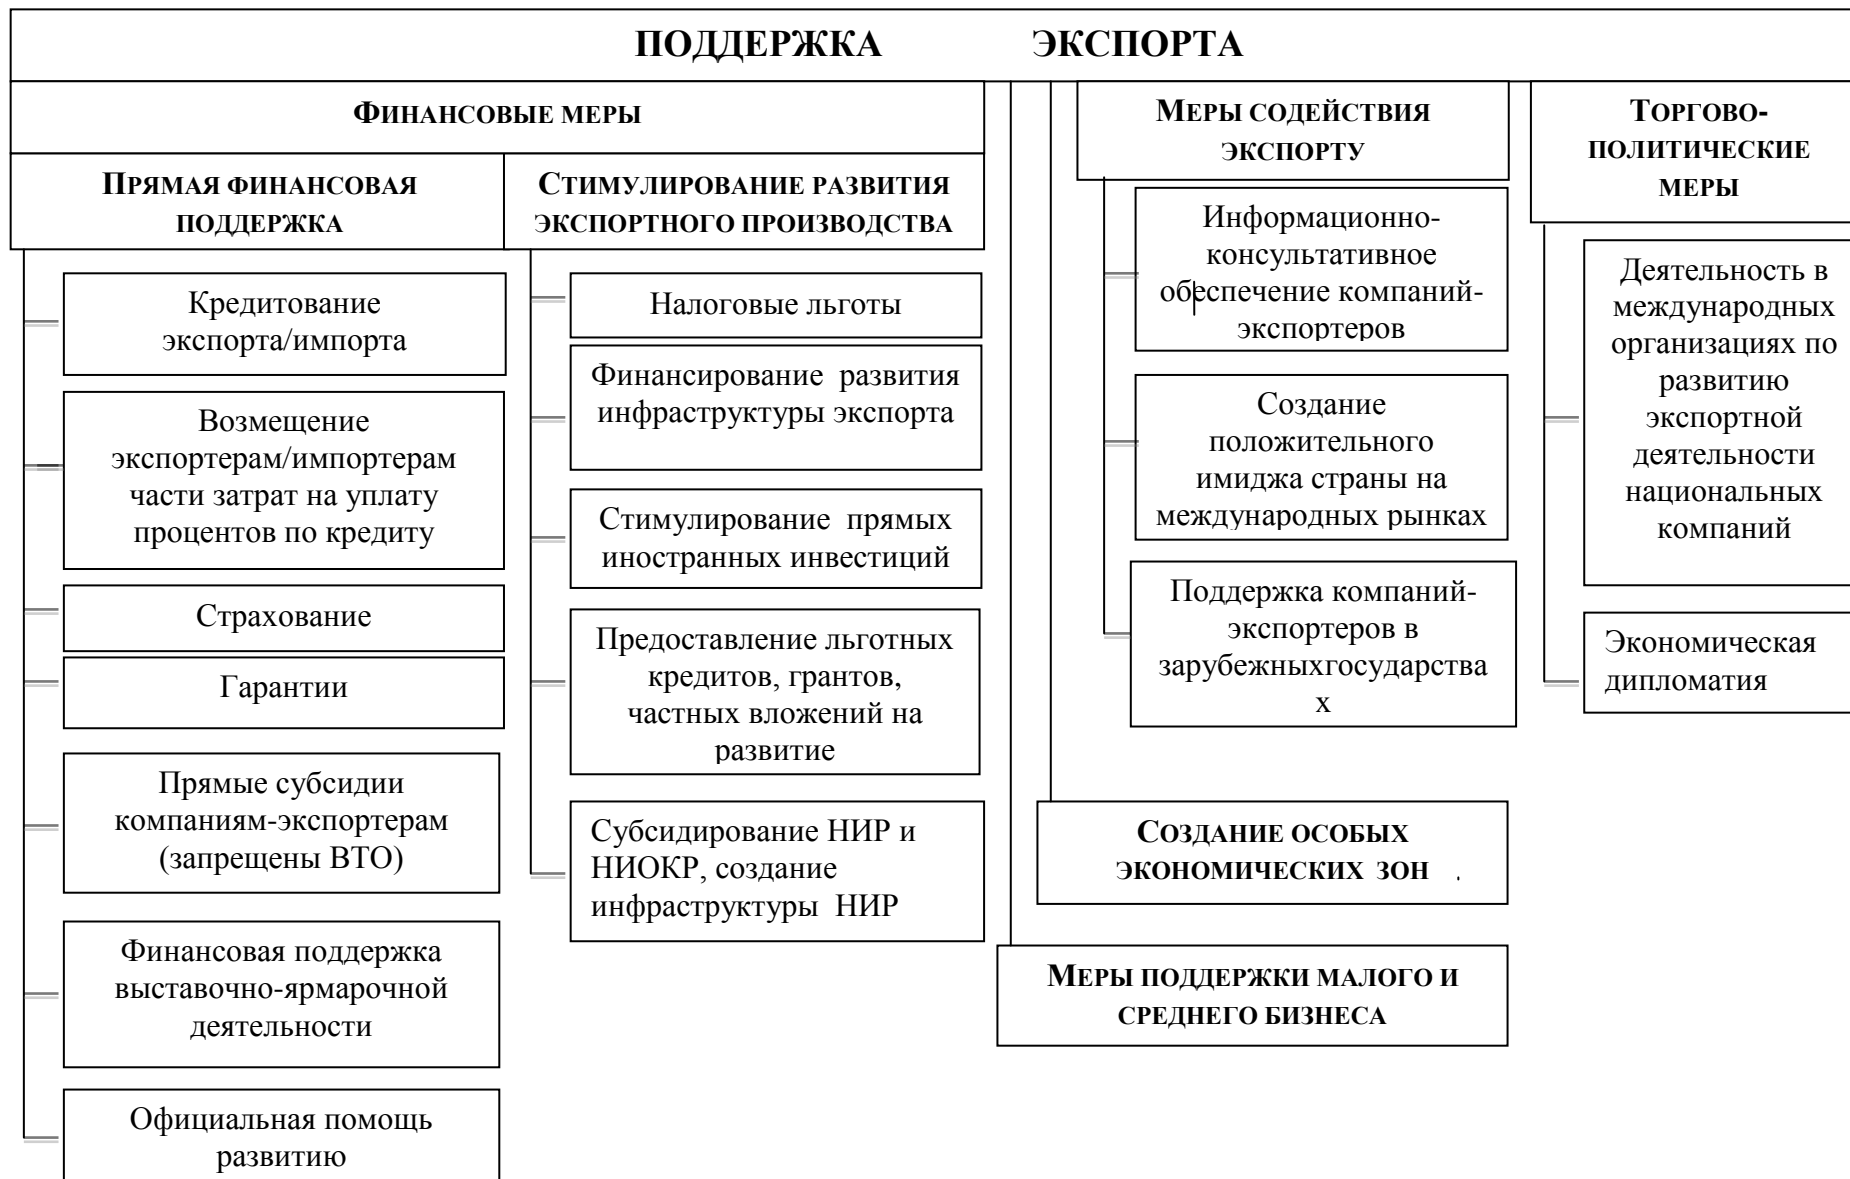 ПОДДЕРЖКА ЭКСПОРТА
ФИНАНСОВЫЕ МЕРЫ
ПРЯМАЯ ФИНАНСОВАЯ
ПОДДЕРЖКА
Кредитование
экспорта/импорта
Возмещение
экспортерам/импортерам
части затрат на уплату
процентов по кредиту
Страхование
Гарантии
Прямые субсидии
компаниям-экспортерам
(запрещены ВТО)
Финансовая поддержка
выставочно-ярмарочной
деятельности
Официальная помощь
развитию
СТИМУЛИРОВАНИЕ РАЗВИТИЯ
ЭКСПОРТНОГО ПРОИЗВОДСТВА
Налоговые льготы
Финансирование развития
инфраструктуры экспорта
Стимулирование прямых
иностранных инвестиций
Предоставление льготных
кредитов, грантов,
частных вложений на
развитие
Субсидирование НИР и
НИОКР, создание
инфраструктуры НИР
МЕРЫ СОДЕЙСТВИЯ
ЭКСПОРТУ
Информационно-
консультативное
обеспечение компаний-
экспортеров
Создание
положительного
имиджа страны на
международных рынках
Поддержка компаний-
экспортеров в
зарубежныхгосударства
х
СОЗДАНИЕ ОСОБЫХ
ЭКОНОМИЧЕСКИХ ЗОН .
МЕРЫ ПОДДЕРЖКИ МАЛОГО И
СРЕДНЕГО БИЗНЕСА
ТОРГОВО-
ПОЛИТИЧЕСКИЕ
МЕРЫ
Деятельность в
международных
организациях по
развитию
экспортной
деятельности
национальных
компаний
Экономическая
дипломатия